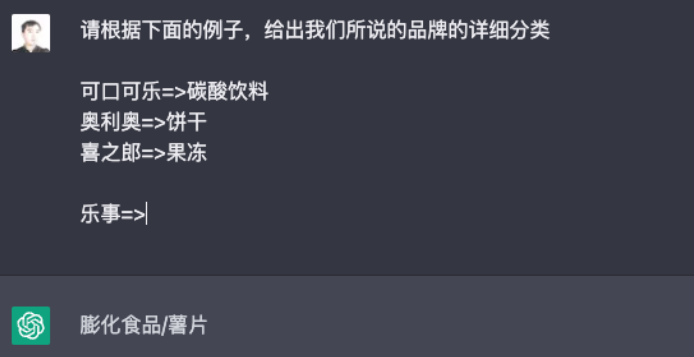 请根据下面的例子，给出我们所说的品牌的详细分类
可口可乐=>碳酸饮料
奥利奥=>饼干
喜之郎=>果冻
乐事=>
膨化食品/薯片